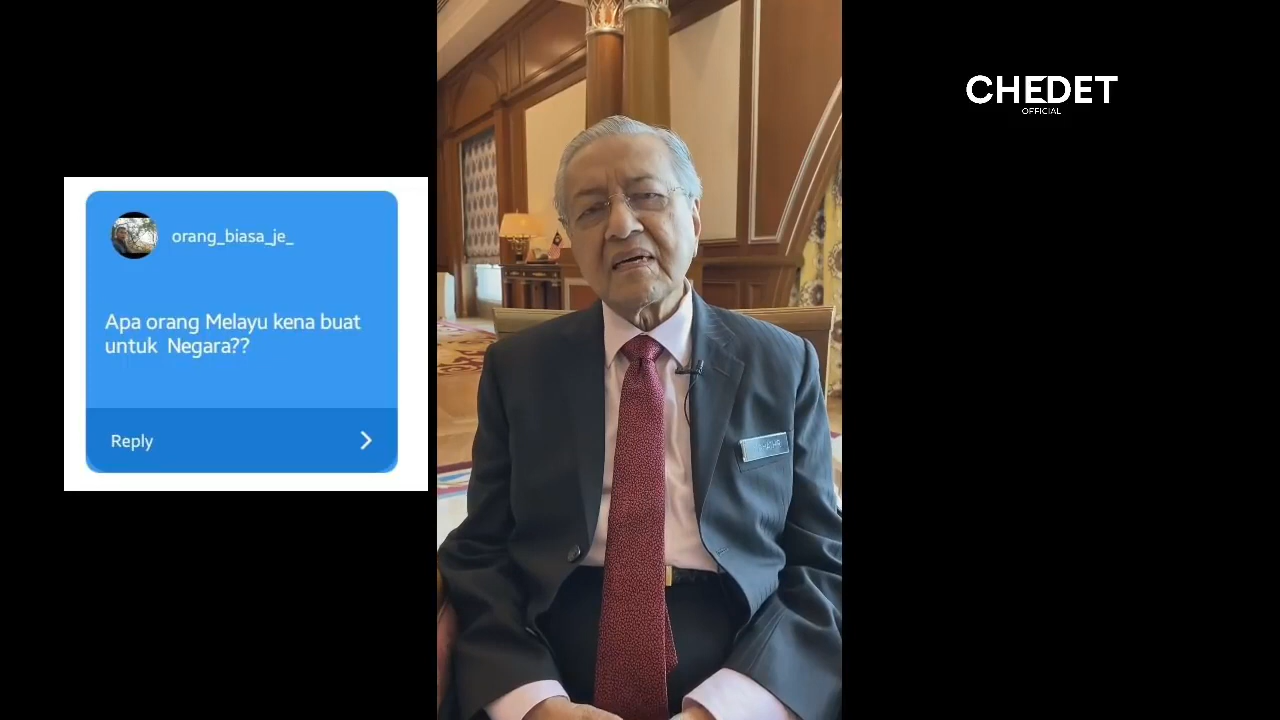 CHEDET
OFFICIAL
orang_biasa_je_
Apa orang Melayu kena buat
untuk Negara??
Reply